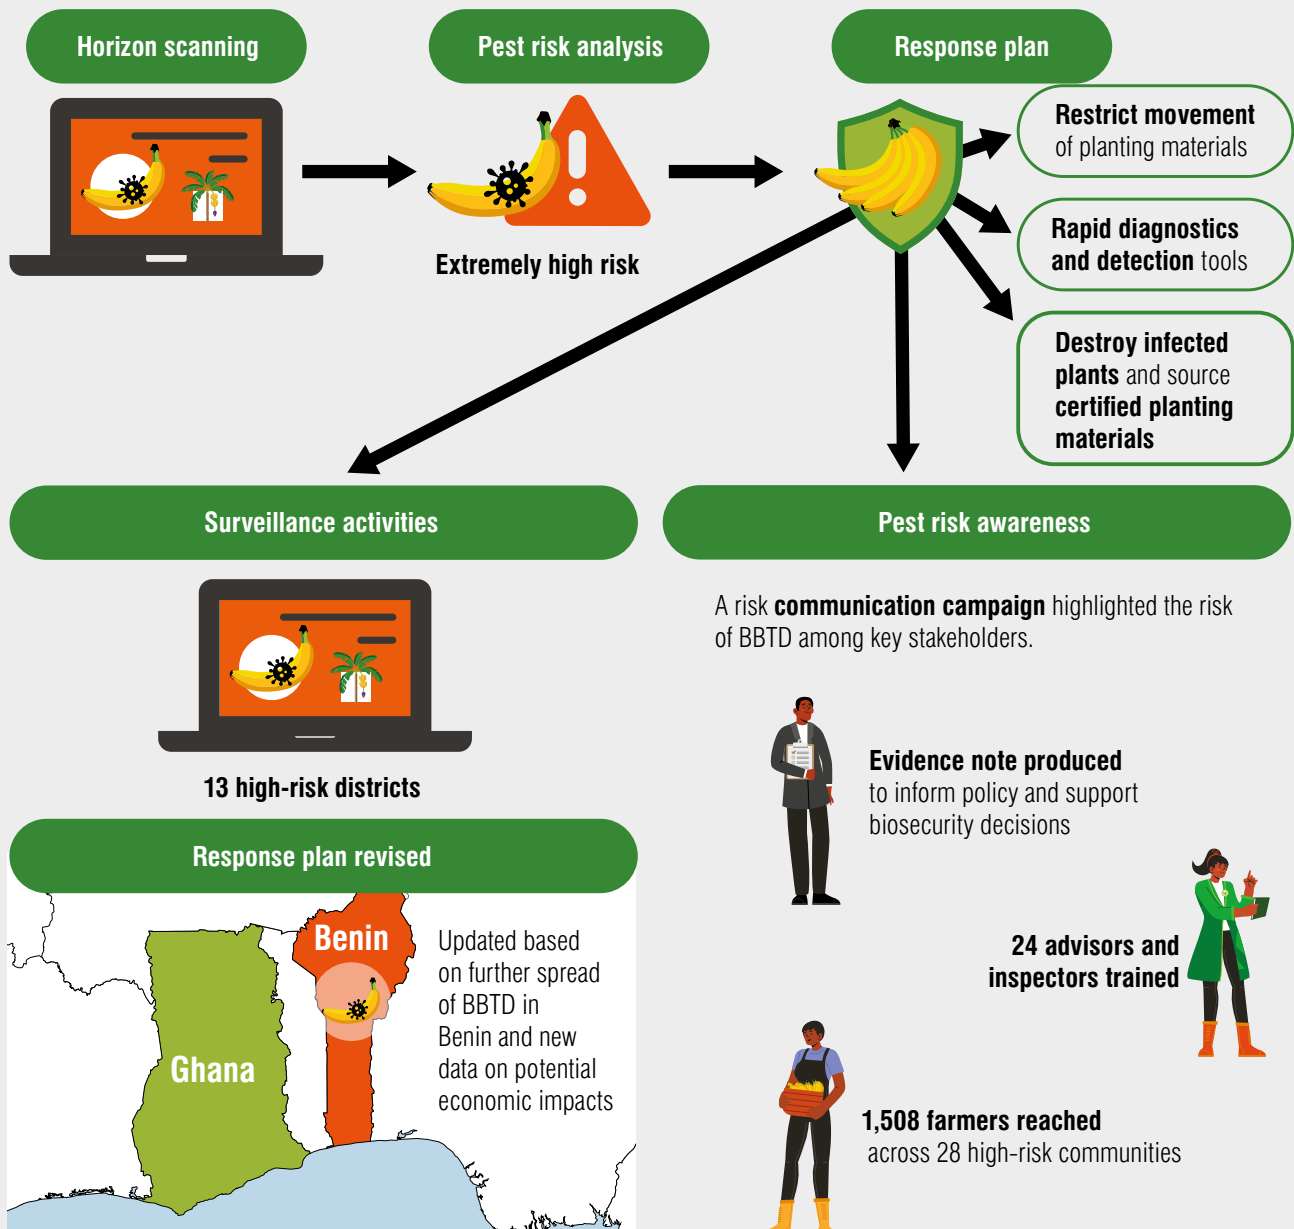 Horizon scanning
Pest risk analysis
Response plan
Extremely high risk
Restrict movement
of planting materials
Rapid diagnostics
and detection tools
Destroy infected
plants and source
certified planting
materials
Surveillance activities
13 high-risk districts
Response plan revised
Benin
Ghana
Updated based
on further spread
of BBTD in
Benin and new
data on potential
economic impacts
Pest risk awareness
A risk communication campaign highlighted the risk
of BBTD among key stakeholders.
Evidence note produced
to inform policy and support
biosecurity decisions
24 advisors and
inspectors trained
1,508 farmers reached
across 28 high-risk communities